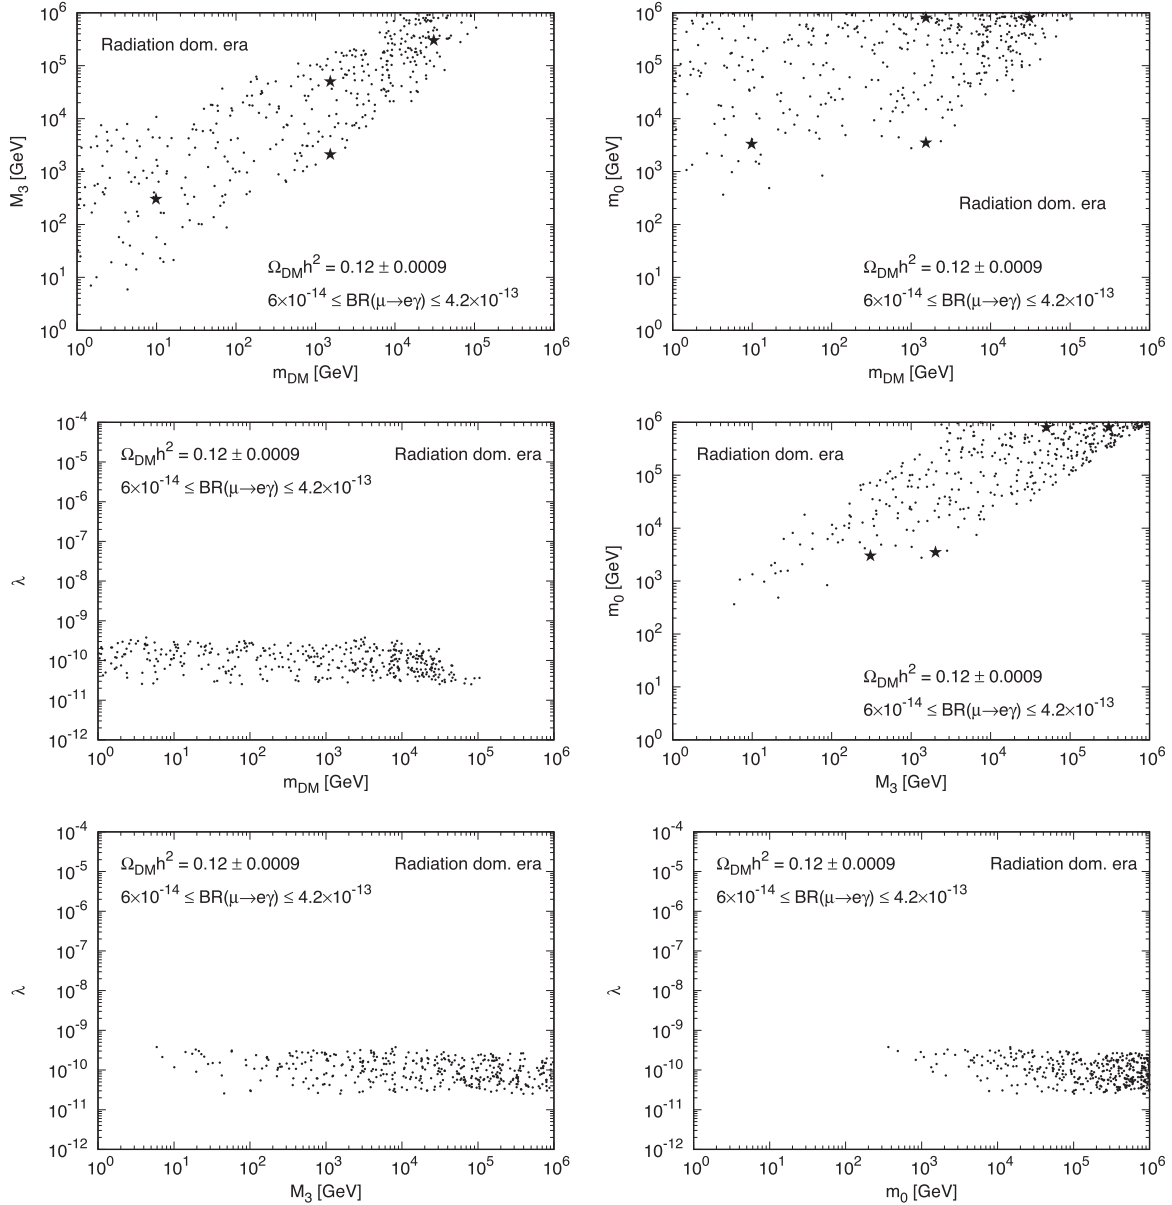 10^6
10^5
10^4
10^3
10^2
10^1
10^0
M_3 [GeV]
Radiation dom. era
Ω_DM h^2 = 0.12 ± 0.0009
6×10^-14 ≤ BR(μ→eγ) ≤ 4.2×10^-13
10^0 10^1 10^2 10^3 10^4 10^5 10^6
m_DM [GeV]
10^6
10^5
10^4
10^3
10^2
10^1
10^0
m_0 [GeV]
Radiation dom. era
Ω_DM h^2 = 0.12 ± 0.0009
6×10^-14 ≤ BR(μ→eγ) ≤ 4.2×10^-13
10^0 10^1 10^2 10^3 10^4 10^5 10^6
m_DM [GeV]
10^-4
10^-5
10^-6
10^-7
10^-8
10^-9
10^-10
10^-11
10^-12
λ
Ω_DM h^2 = 0.12 ± 0.0009 Radiation dom. era
6×10^-14 ≤ BR(μ→eγ) ≤ 4.2×10^-13
10^0 10^1 10^2 10^3 10^4 10^5 10^6
m_DM [GeV]
10^6
10^5
10^4
10^3
10^2
10^1
10^0
m_0 [GeV]
Radiation dom. era
Ω_DM h^2 = 0.12 ± 0.0009
6×10^-14 ≤ BR(μ→eγ) ≤ 4.2×10^-13
10^0 10^1 10^2 10^3 10^4 10^5 10^6
M_3 [GeV]
10^-4
10^-5
10^-6
10^-7
10^-8
10^-9
10^-10
10^-11
10^-12
λ
Ω_DM h^2 = 0.12 ± 0.0009 Radiation dom. era
6×10^-14 ≤ BR(μ→eγ) ≤ 4.2×10^-13
10^0 10^1 10^2 10^3 10^4 10^5 10^6
M_3 [GeV]
10^-4
10^-5
10^-6
10^-7
10^-8
10^-9
10^-10
10^-11
10^-12
λ
Ω_DM h^2 = 0.12 ± 0.0009 Radiation dom. era
6×10^-14 ≤ BR(μ→eγ) ≤ 4.2×10^-13
10^0 10^1 10^2 10^3 10^4 10^5 10^6
m_0 [GeV]